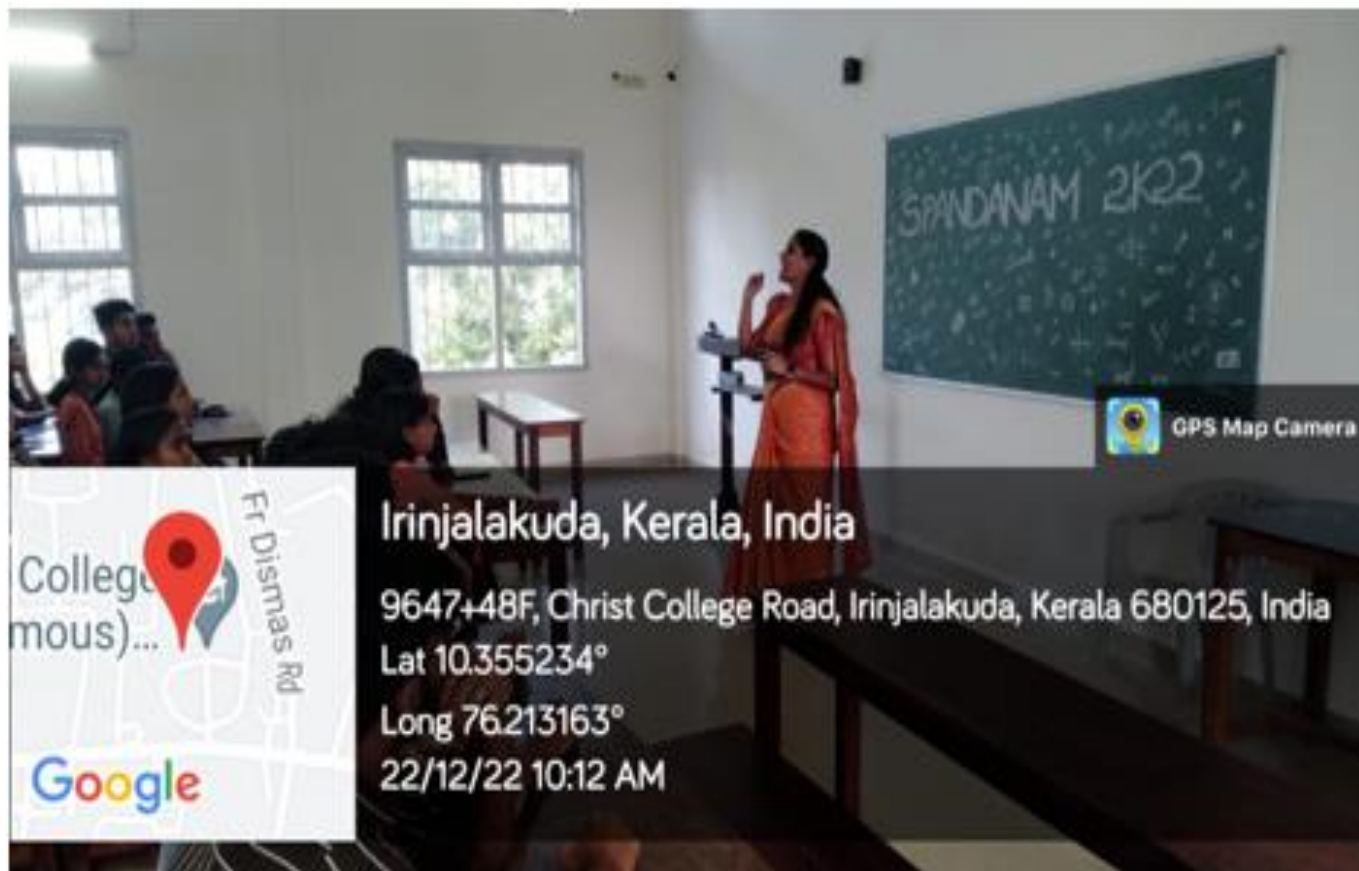 SPANDANAM 2K22
GPS Map Camera
Irinjalakuda, Kerala, India
9647+48F, Christ College Road, Irinjalakuda, Kerala 680125, India
Lat 10.355234°
Long 76.213163°
22/12/22 10:12 AM
College
mous)...
Fr Dismas Rd
Google